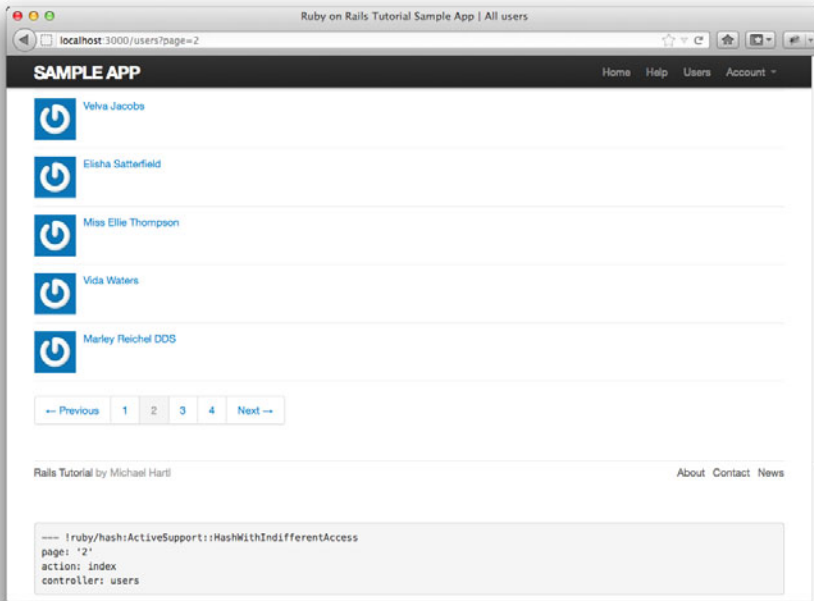 Ruby on Rails Tutorial Sample App | All users
localhost:3000/users?page=2
SAMPLE APP
Home Help Users Account
Velva Jacobs
Elisha Satterfield
Miss Ellie Thompson
Vida Waters
Marley Reichel DDS
← Previous 1 2 3 4 Next →
Rails Tutorial by Michael Hartl
About Contact News
--- !ruby/hash:ActiveSupport::HashWithIndifferentAccess
page: '2'
action: index
controller: users